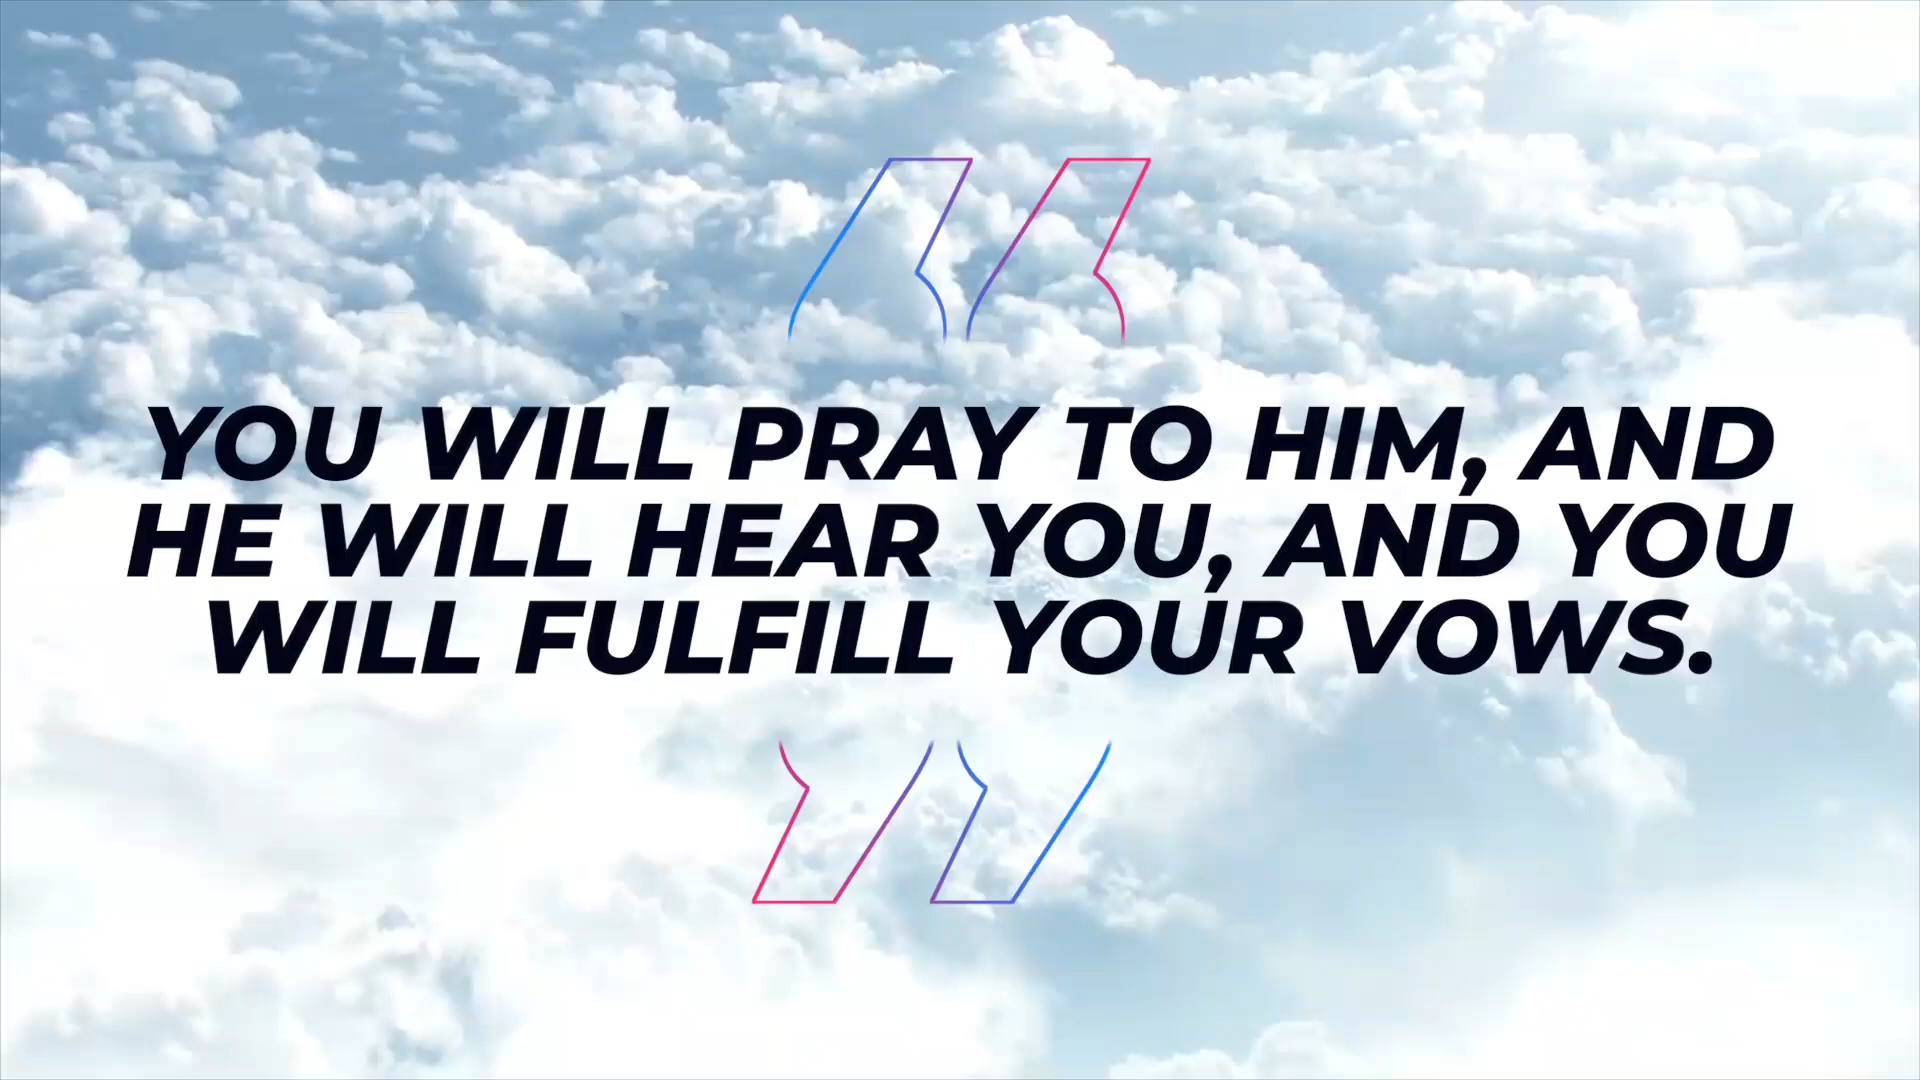 YOU WILL PRAY TO HIM, AND
HE WILL HEAR YOU, AND YOU
WILL FULFILL YOUR VOWS.